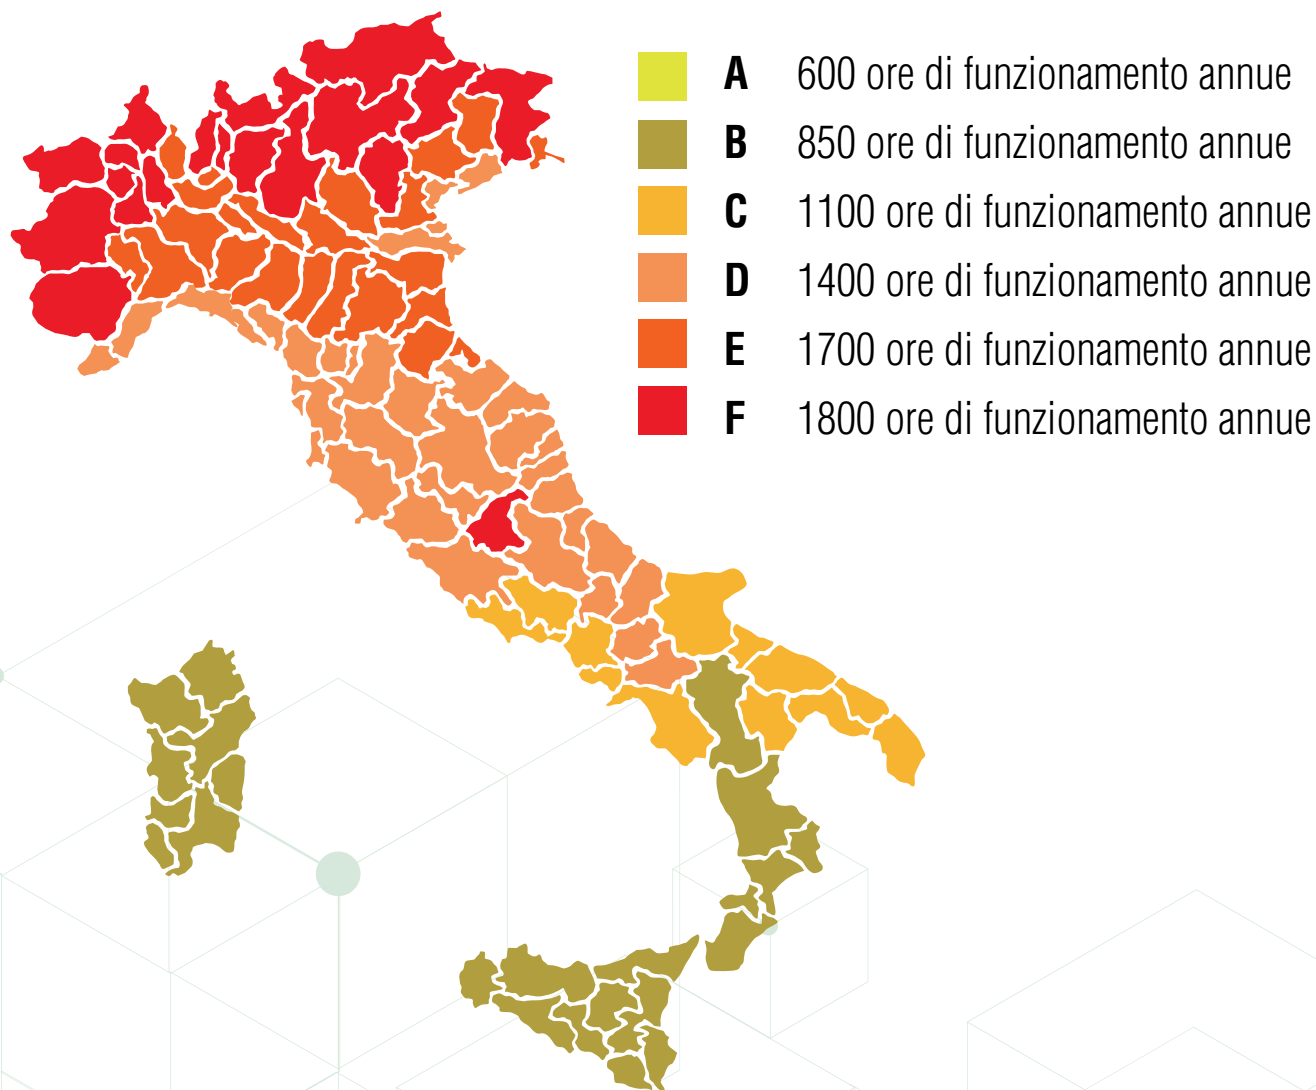 A 600 ore di funzionamento annue
B 850 ore di funzionamento annue
C 1100 ore di funzionamento annue
D 1400 ore di funzionamento annue
E 1700 ore di funzionamento annue
F 1800 ore di funzionamento annue